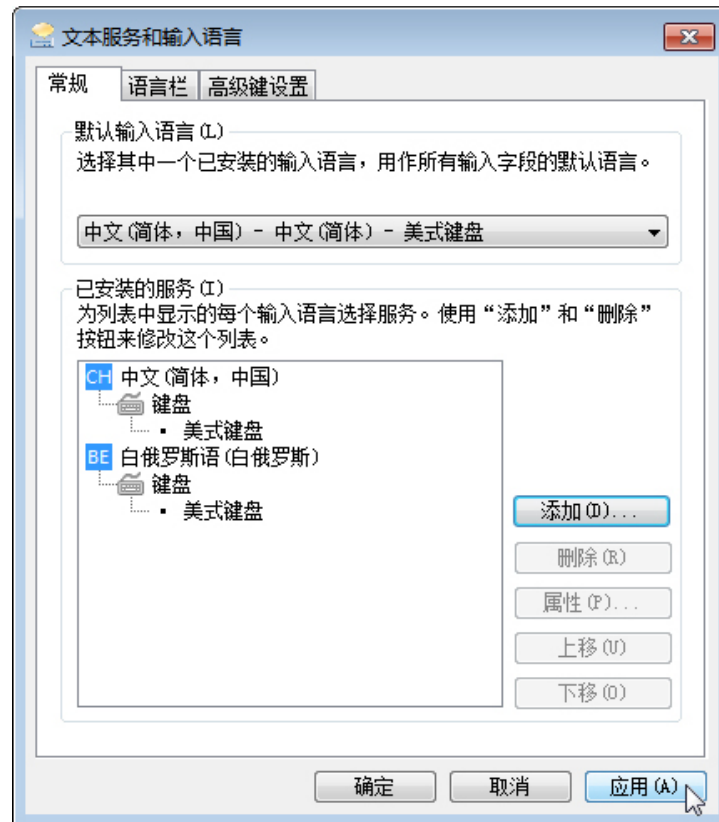 文本服务和输入语言
常规 语言栏 高级键设置
默认输入语言(L)
选择其中一个已安装的输入语言，用作所有输入字段的默认语言。
中文(简体，中国) - 中文(简体) - 美式键盘
已安装的服务(I)
为列表中显示的每个输入语言选择服务。使用“添加”和“删除”
按钮来修改这个列表。
CH 中文(简体，中国)
键盘
美式键盘
BE 白俄罗斯语(白俄罗斯)
键盘
美式键盘
添加(D)...
删除(R)
属性(P)...
上移(U)
下移(O)
确定 取消 应用(A)